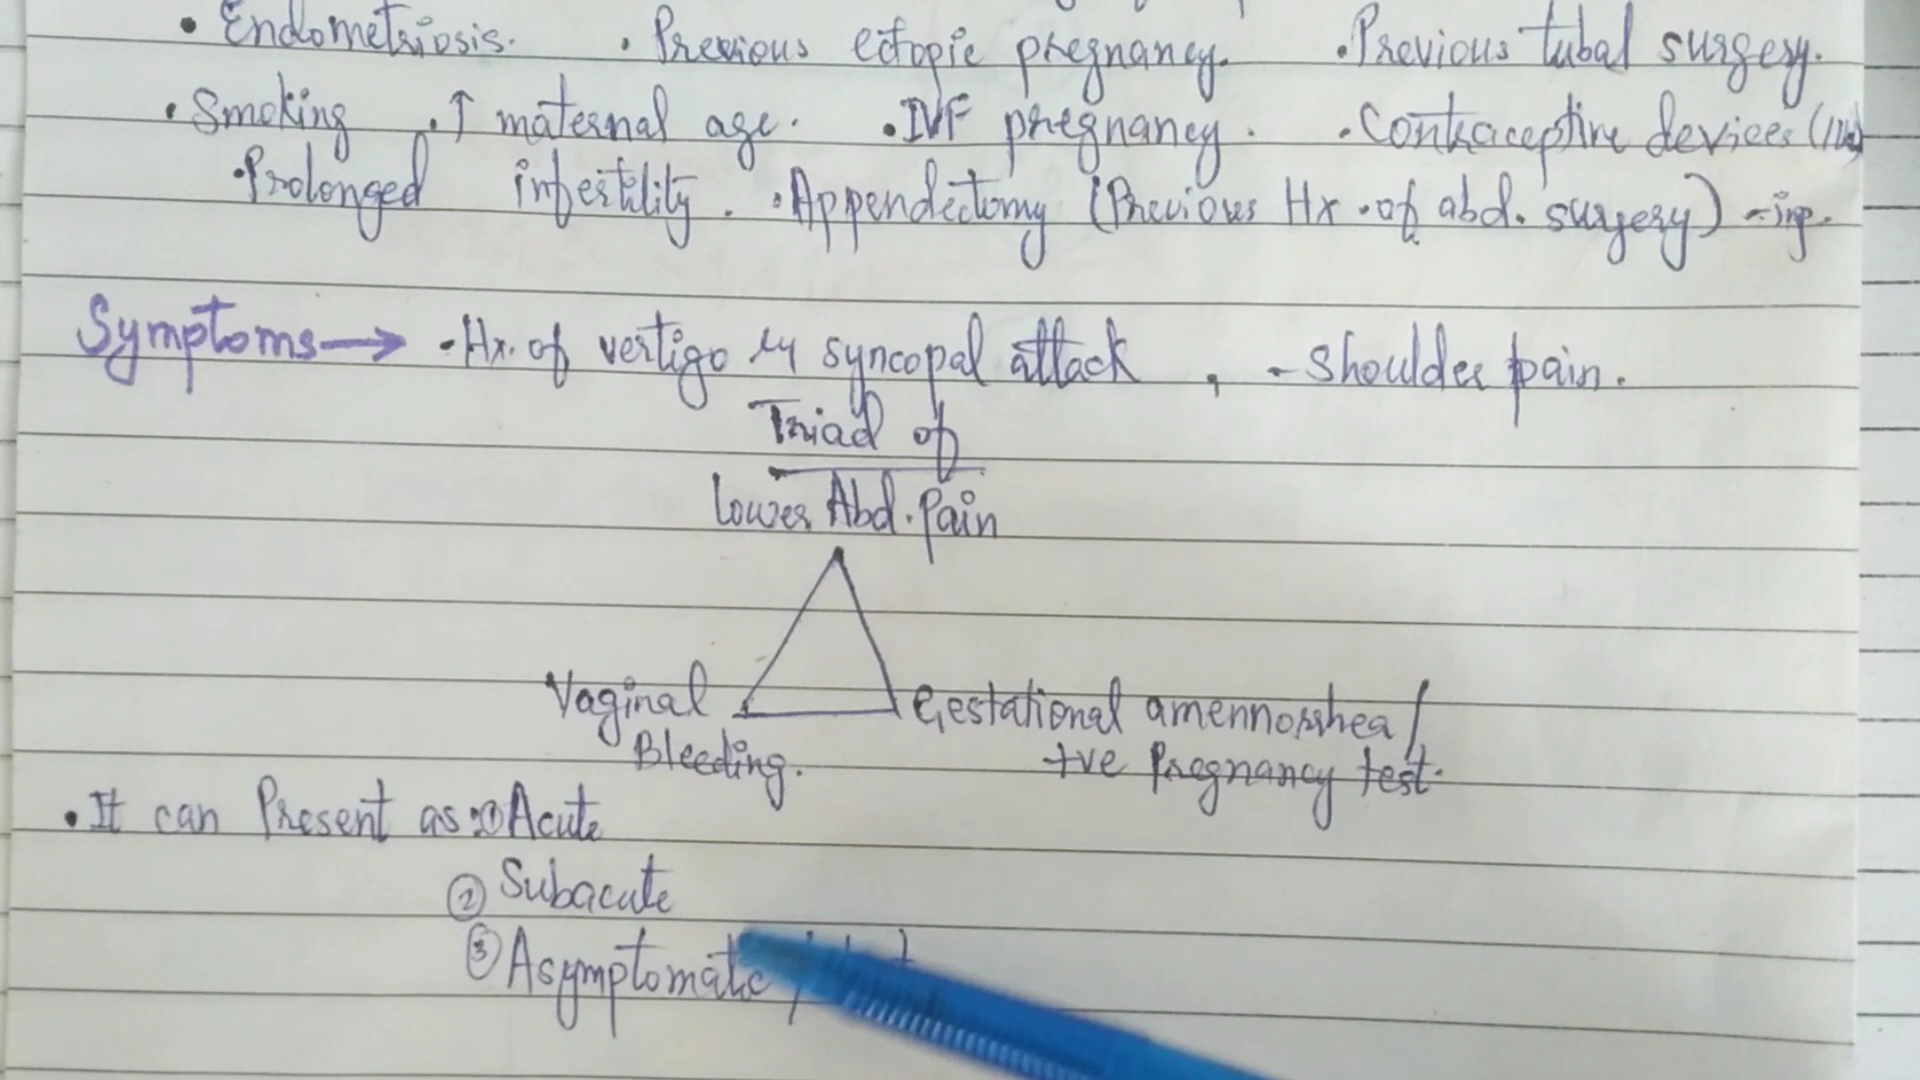 • Endometriosis. • Previous ectopic pregnancy. • Previous tubal surgery.
• Smoking • ↑ maternal age. • IVF pregnancy. • Contraceptive devices
• Prolonged infertility. • Appendectomy (Previous Hx. of abd. surgery) - imp.
Symptoms → • Hx. of vertigo syncopal attack , - Shoulder pain.
Triad of
Lower Abd. Pain
Vaginal Gestational amennorrhea /
Bleeding. +ve Pregnancy test.
• It can Present as: ① Acute
② Subacute
③ Asymptomatic